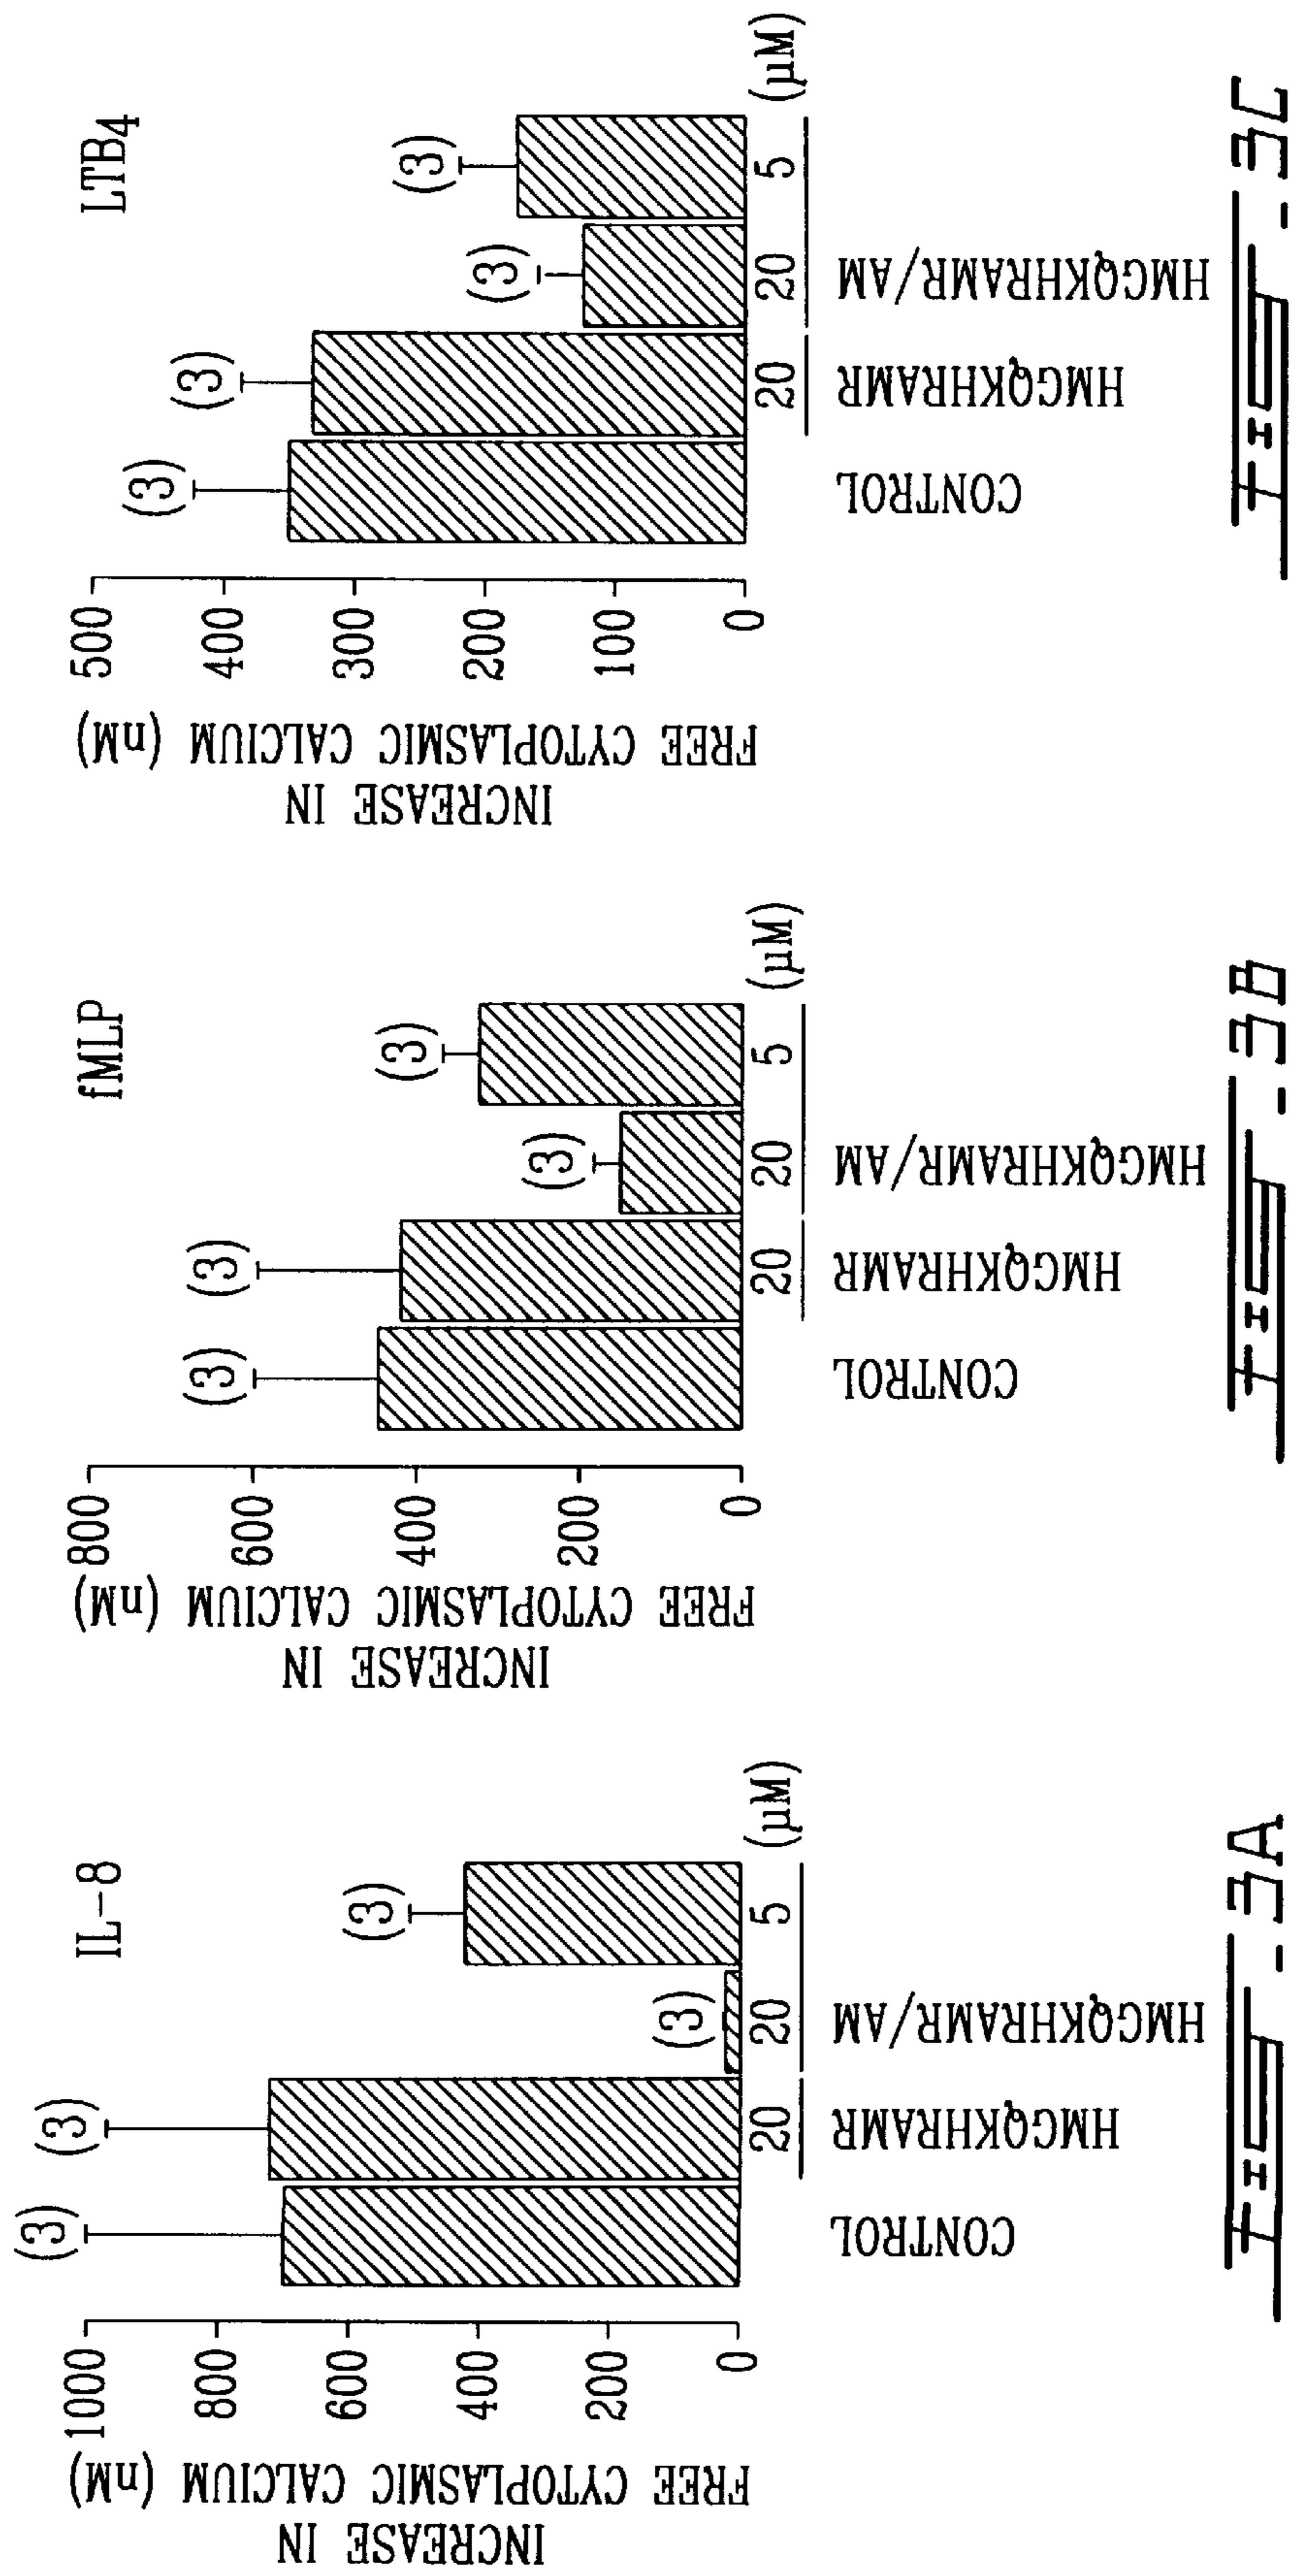 IL-8
INCREASE IN
FREE CYTOPLASMIC CALCIUM (nM)
1000
800
600
400
200
0
(3)
(3)
(3)
(3)
20
20
5
(µM)
CONTROL
HMGQKHRAMR
HMGQKHRAMR/AM
FIG-3A
fMLP
INCREASE IN
FREE CYTOPLASMIC CALCIUM (nM)
800
600
400
200
0
(3)
(3)
(3)
(3)
20
20
5
(µM)
CONTROL
HMGQKHRAMR
HMGQKHRAMR/AM
FIG-3B
LTB4
INCREASE IN
FREE CYTOPLASMIC CALCIUM (nM)
500
400
300
200
100
0
(3)
(3)
(3)
(3)
20
20
5
(µM)
CONTROL
HMGQKHRAMR
HMGQKHRAMR/AM
FIG-3C